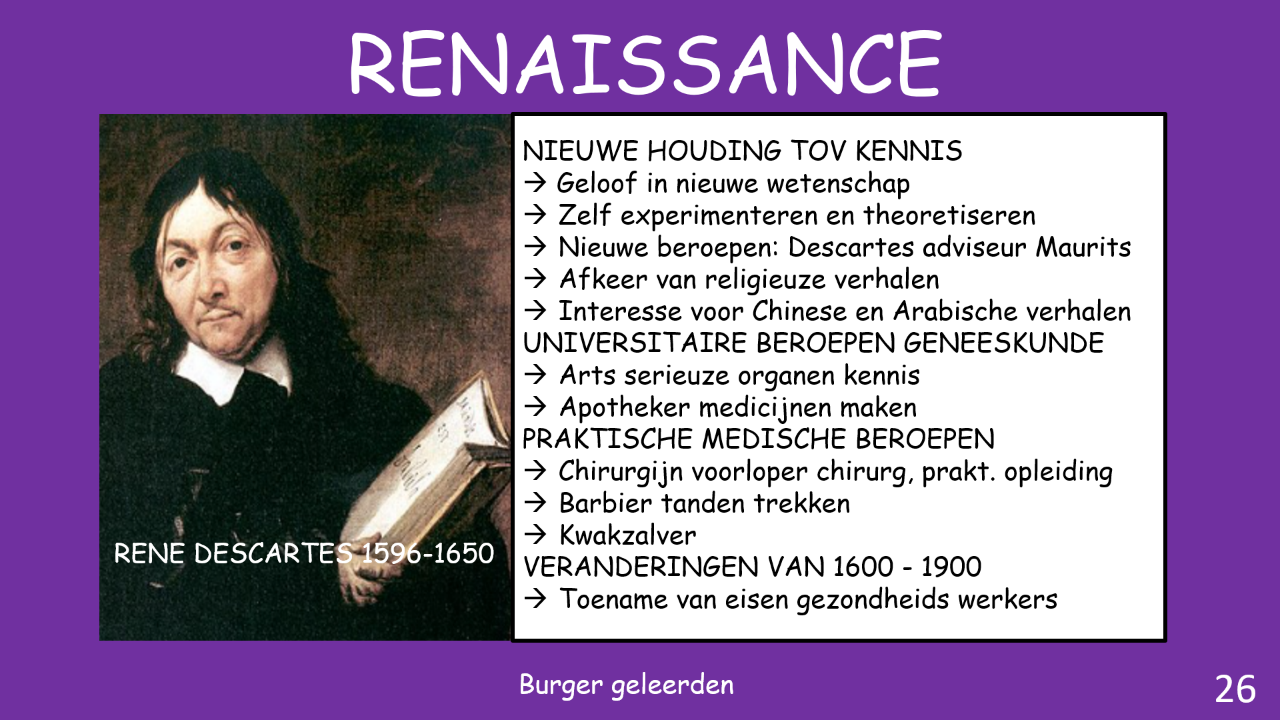 RENAISSANCE
NIEUWE HOUDING TOV KENNIS
→ Geloof in nieuwe wetenschap
→ Zelf experimenteren en theoretiseren
→ Nieuwe beroepen: Descartes adviseur Maurits
→ Afkeer van religieuze verhalen
→ Interesse voor Chinese en Arabische verhalen
UNIVERSITAIRE BEROEPEN GENEESKUNDE
→ Arts serieuze organen kennis
→ Apotheker medicijnen maken
PRAKTISCHE MEDISCHE BEROEPEN
→ Chirurgijn voorloper chirurg, prakt. opleiding
→ Barbier tanden trekken
→ Kwakzalver
VERANDERINGEN VAN 1600 - 1900
→ Toename van eisen gezondheids werkers
RENE DESCARTES 1596-1650
Burger geleerden
26